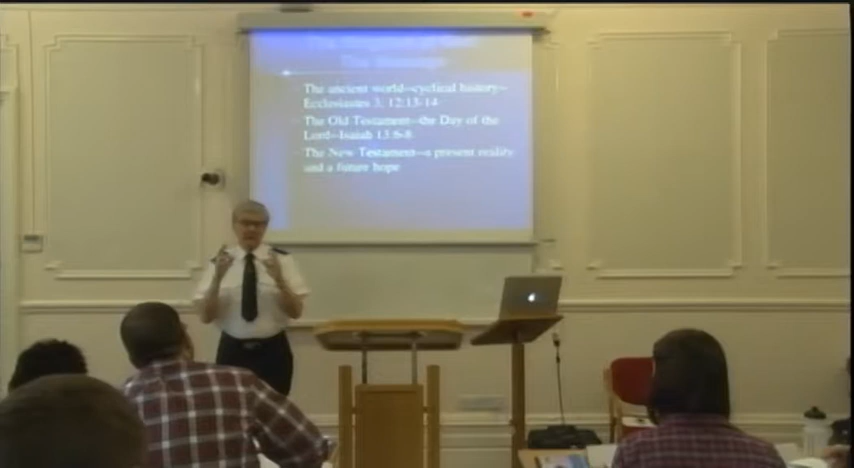 The ancient world--cyclical history--
Ecclesiastes 3, 12:13-14
The Old Testament--the Day of the
Lord--Isaiah 13:6-8
The New Testament--a present reality
and a future hope